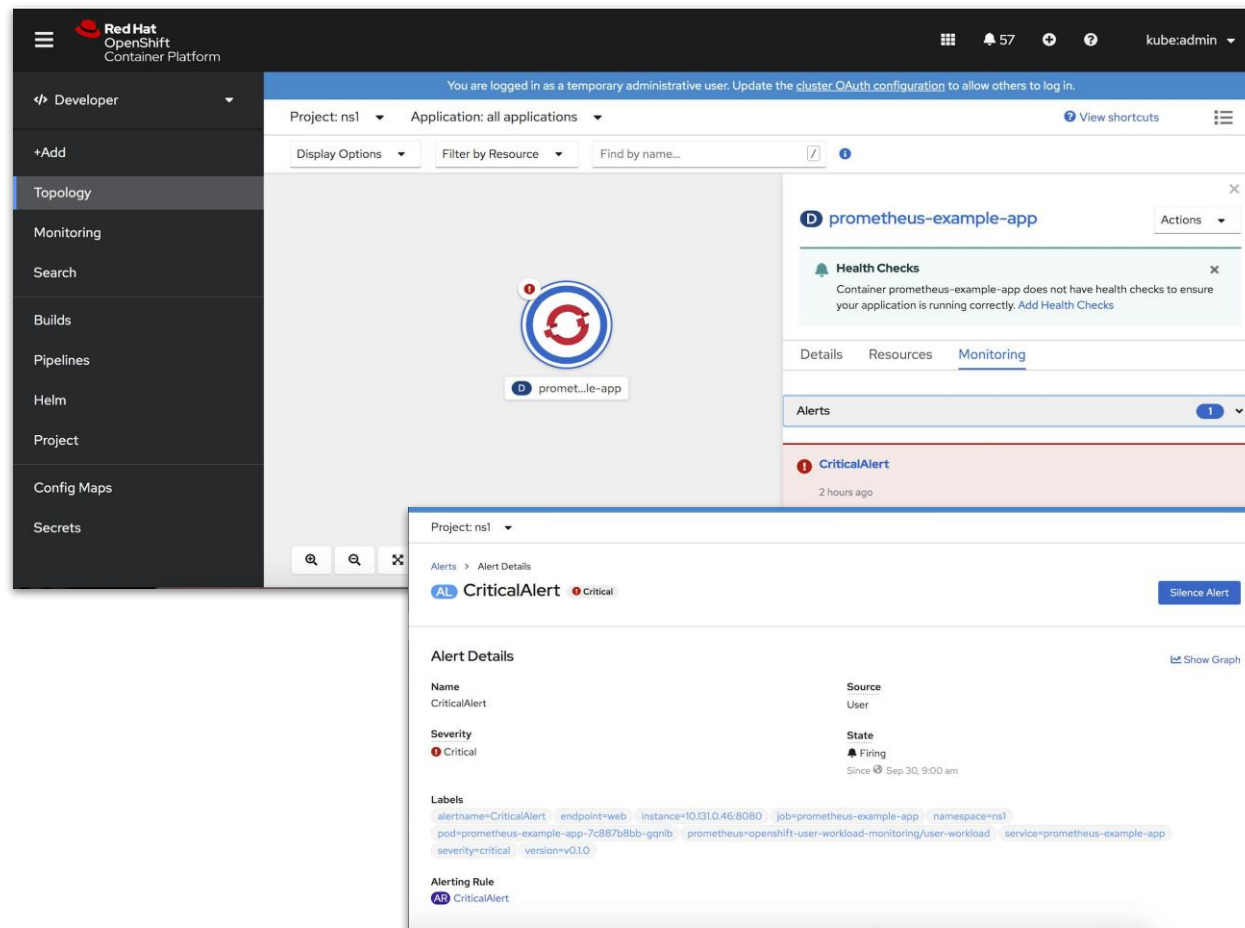 Red Hat
OpenShift
Container Platform
57
kube:admin
Developer
You are logged in as a temporary administrative user. Update the cluster OAuth configuration to allow others to log in.
Project: ns1
Application: all applications
View shortcuts
+Add
Display Options
Filter by Resource
Find by name...
/
Topology
Monitoring
Search
Builds
Pipelines
Helm
Project
Config Maps
Secrets
D promet...le-app
D prometheus-example-app
Actions
Health Checks
Container prometheus-example-app does not have health checks to ensure
your application is running correctly. Add Health Checks
Details Resources Monitoring
Alerts 1
CriticalAlert
2 hours ago
Project: ns1
Alerts > Alert Details
AL CriticalAlert Critical
Silence Alert
Alert Details
Show Graph
Name
CriticalAlert
Source
User
Severity
Critical
State
Firing
Since Sep 30, 9:00 am
Labels
alertname=CriticalAlert endpoint=web instance=10.131.0.46:8080 job=prometheus-example-app namespace=ns1
pod=prometheus-example-app-7c887b8bb-gqnlb prometheus=openshift-user-workload-monitoring/user-workload service=prometheus-example-app
severity=critical version=v0.1.0
Alerting Rule
AR CriticalAlert